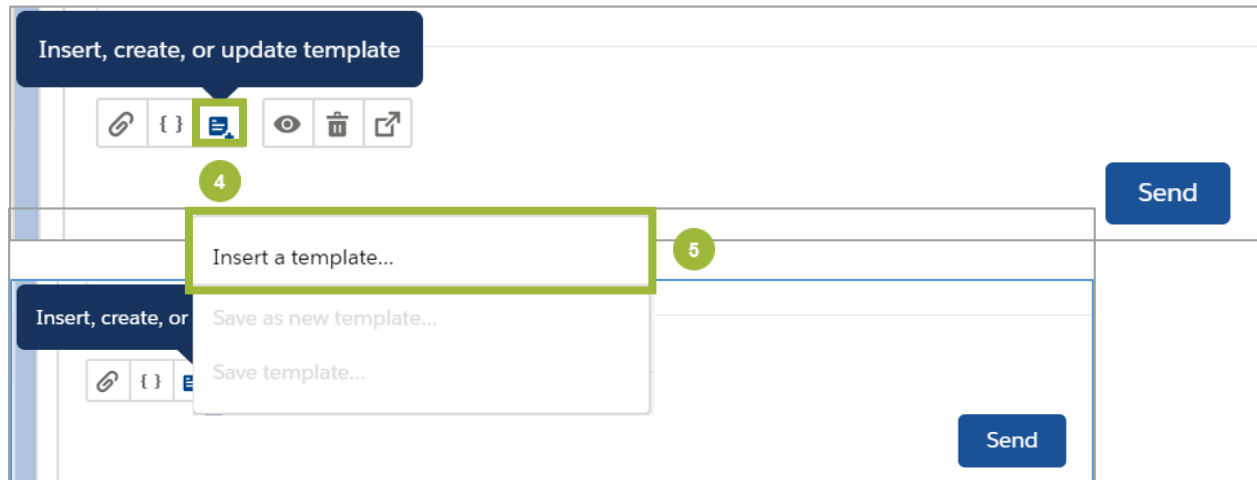 Insert, create, or update template
{ }
4
Send
Insert a template...
5
Insert, create, or
Save as new template...
{ }
Save template...
Send